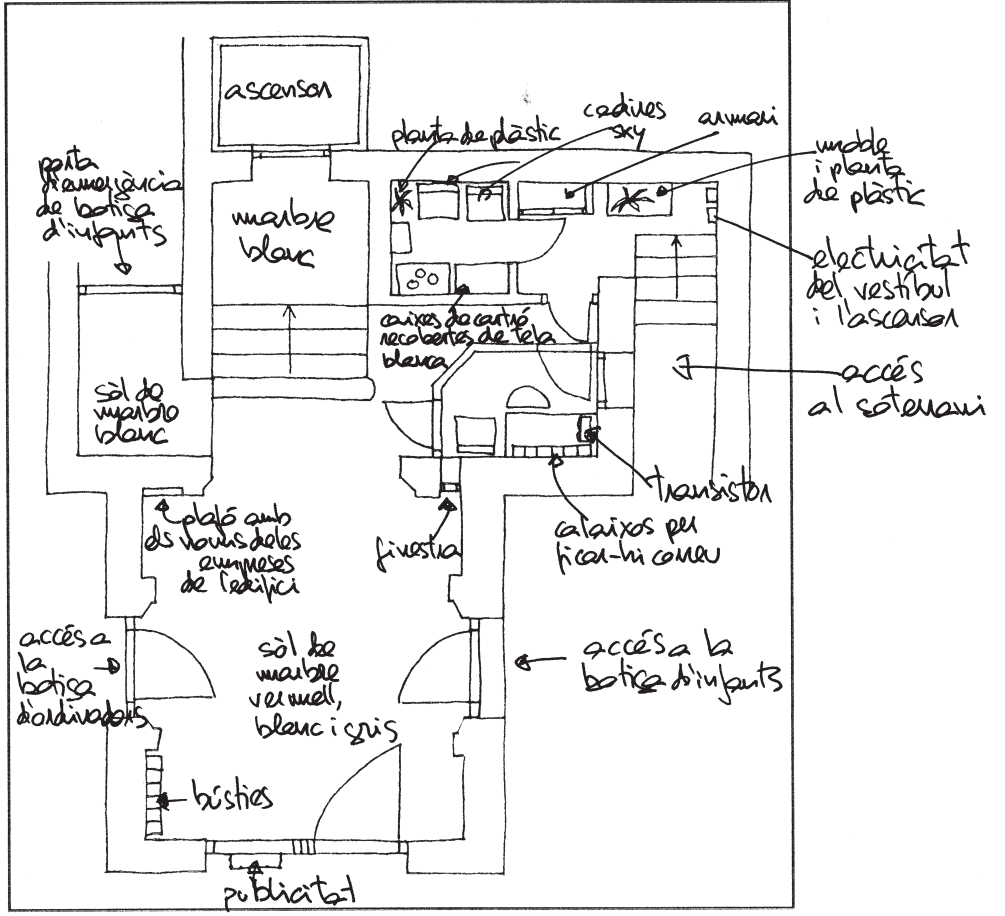 ascensor
planta de plàstic
cadires
sky
armari
moble
i planta
de plàstic
porta
d'emergència
de botiga
d'infants
marbre
blanc
electricitat
del vestíbul
i l'ascensor
caixes de cartró
recobertes de tela
blanca
accés
al soterrani
sòl de
marbre
blanc
transistor
plafó amb
els noms de les
empreses
de l'edifici
finestra
calaixos per
ficar-hi correu
accés a
la
botiga
d'ordinadors
sòl de
marbre
vermell,
blanc i gris
accés a la
botiga d'infants
bústies
publicitat